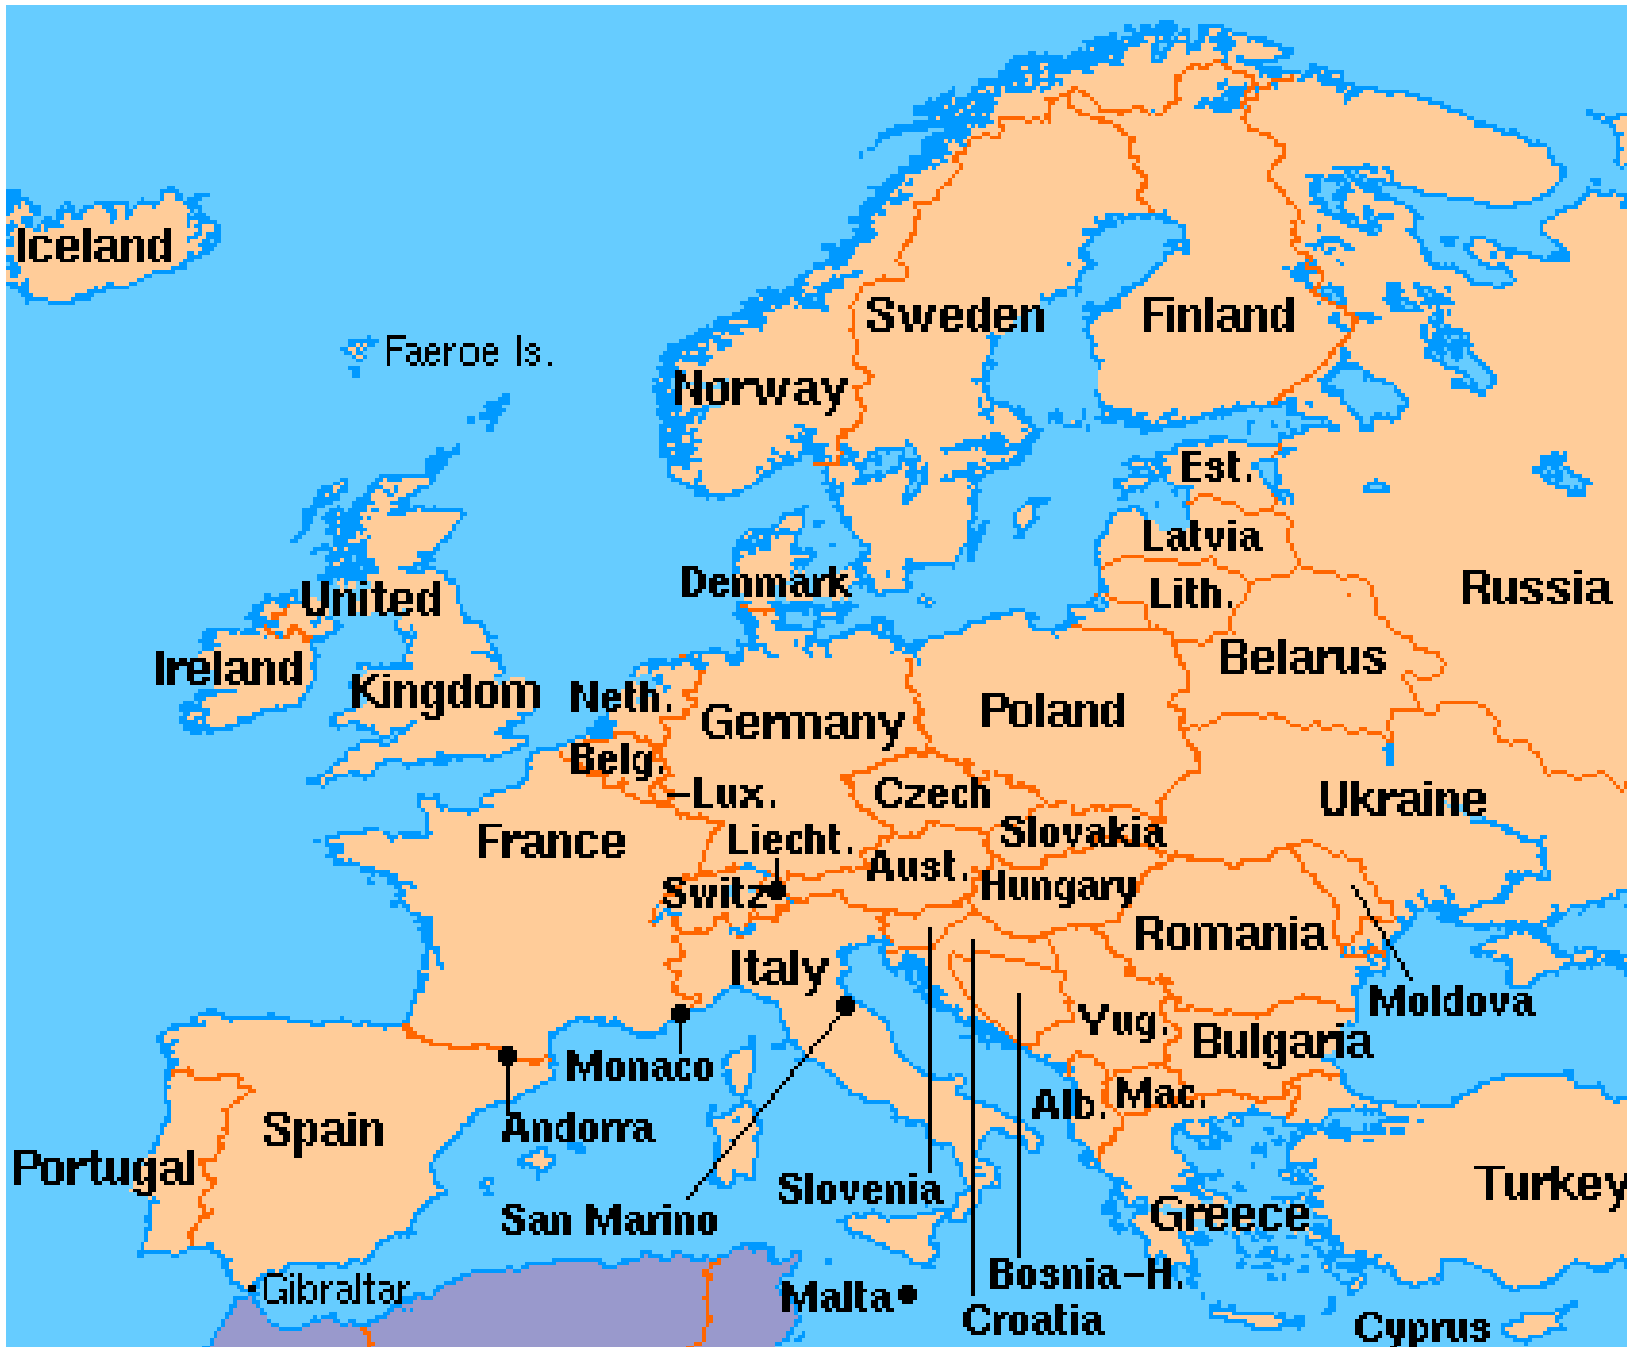 Iceland
Faeroe Is.
Sweden
Finland
Norway
Est.
Latvia
Denmark
Lith.
Russia
United
Kingdom
Ireland
Belarus
Neth.
Germany
Poland
Belg.
-Lux.
Czech
Ukraine
France
Liecht.
Slovakia
Aust.
Switz
Hungary
Romania
Italy
Moldova
Yug.
Bulgaria
Monaco
Alb.
Mac.
Andorra
Spain
Portugal
Slovenia
San Marino
Turkey
Greece
Gibraltar
Malta
Bosnia-H.
Croatia
Cyprus